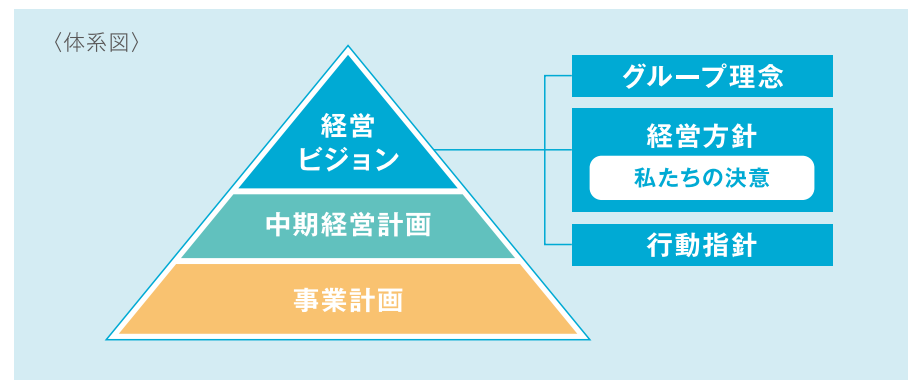 〈体系図〉
経営
ビジョン
中期経営計画
事業計画
グループ理念
経営方針
私たちの決意
行動指針